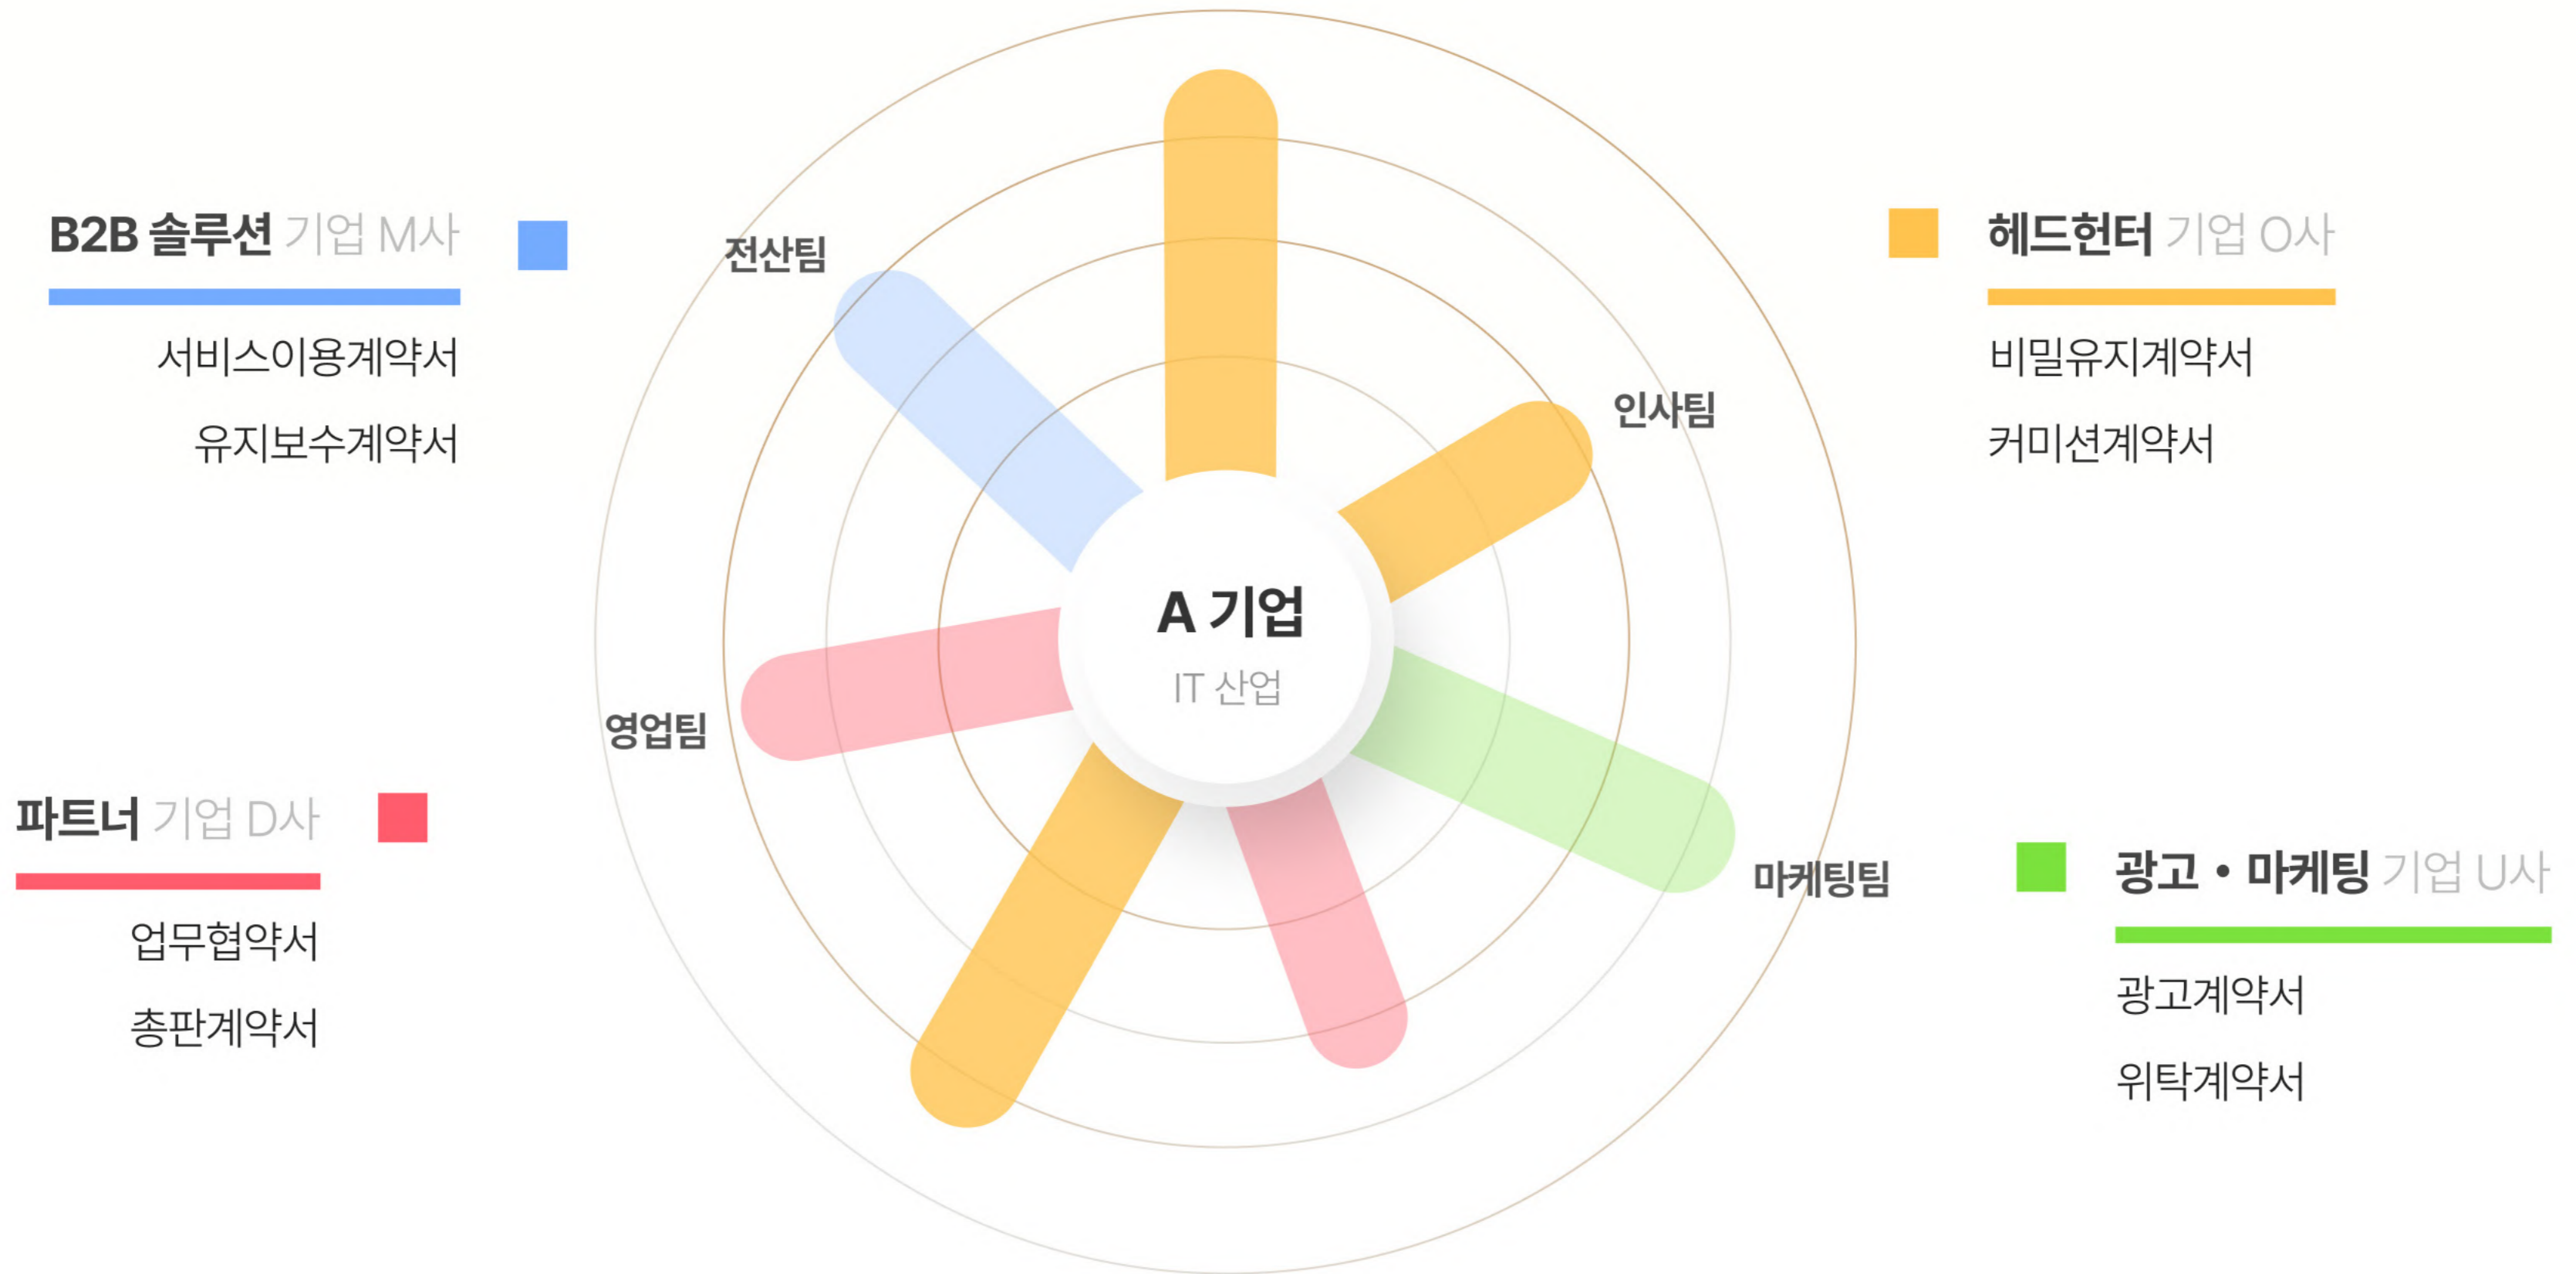 B2B 솔루션 기업 M사
서비스이용계약서
유지보수계약서
파트너 기업 D사
업무협약서
총판계약서
전산팀
영업팀
A 기업
IT 산업
인사팀
마케팅팀
헤드헌터 기업 O사
비밀유지계약서
커미션계약서
광고 • 마케팅 기업 U사
광고계약서
위탁계약서